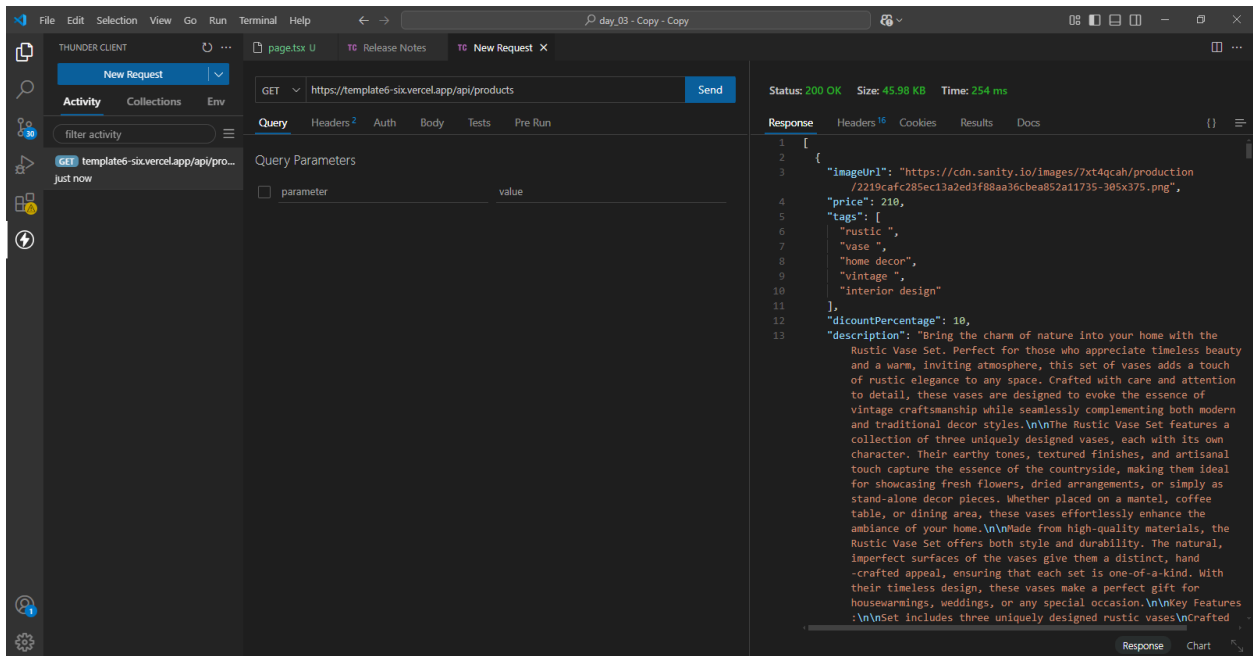 File Edit Selection View Go Run Terminal Help
day_03 - Copy - Copy
THUNDER CLIENT
page.tsx U
TC Release Notes
TC New Request
New Request
Activity Collections Env
filter activity
GET template6-six.vercel.app/api/pro...
just now
30
1
GET https://template6-six.vercel.app/api/products Send
Query Headers 2 Auth Body Tests Pre Run
Query Parameters
parameter value
Status: 200 OK Size: 45.98 KB Time: 254 ms
Response Headers 16 Cookies Results Docs
{ }
1 [
2 {
3 "imageUrl": "https://cdn.sanity.io/images/7xt4qcah/production
/2219cafc285ec13a2ed3f88aa36cbea852a11735-305x375.png",
4 "price": 210,
5 "tags": [
6 "rustic ",
7 "vase ",
8 "home decor",
9 "vintage ",
10 "interior design"
11 ],
12 "dicountPercentage": 10,
13 "description": "Bring the charm of nature into your home with the
Rustic Vase Set. Perfect for those who appreciate timeless beauty
and a warm, inviting atmosphere, this set of vases adds a touch
of rustic elegance to any space. Crafted with care and attention
to detail, these vases are designed to evoke the essence of
vintage craftsmanship while seamlessly complementing both modern
and traditional decor styles.\n\nThe Rustic Vase Set features a
collection of three uniquely designed vases, each with its own
character. Their earthy tones, textured finishes, and artisanal
touch capture the essence of the countryside, making them ideal
for showcasing fresh flowers, dried arrangements, or simply as
stand-alone decor pieces. Whether placed on a mantel, coffee
table, or dining area, these vases effortlessly enhance the
ambiance of your home.\n\nMade from high-quality materials, the
Rustic Vase Set offers both style and durability. The natural,
imperfect surfaces of the vases give them a distinct, hand
-crafted appeal, ensuring that each set is one-of-a-kind. With
their timeless design, these vases make a perfect gift for
housewarmings, weddings, or any special occasion.\n\nKey Features
:\n\nSet includes three uniquely designed rustic vases\nCrafted
Response Chart